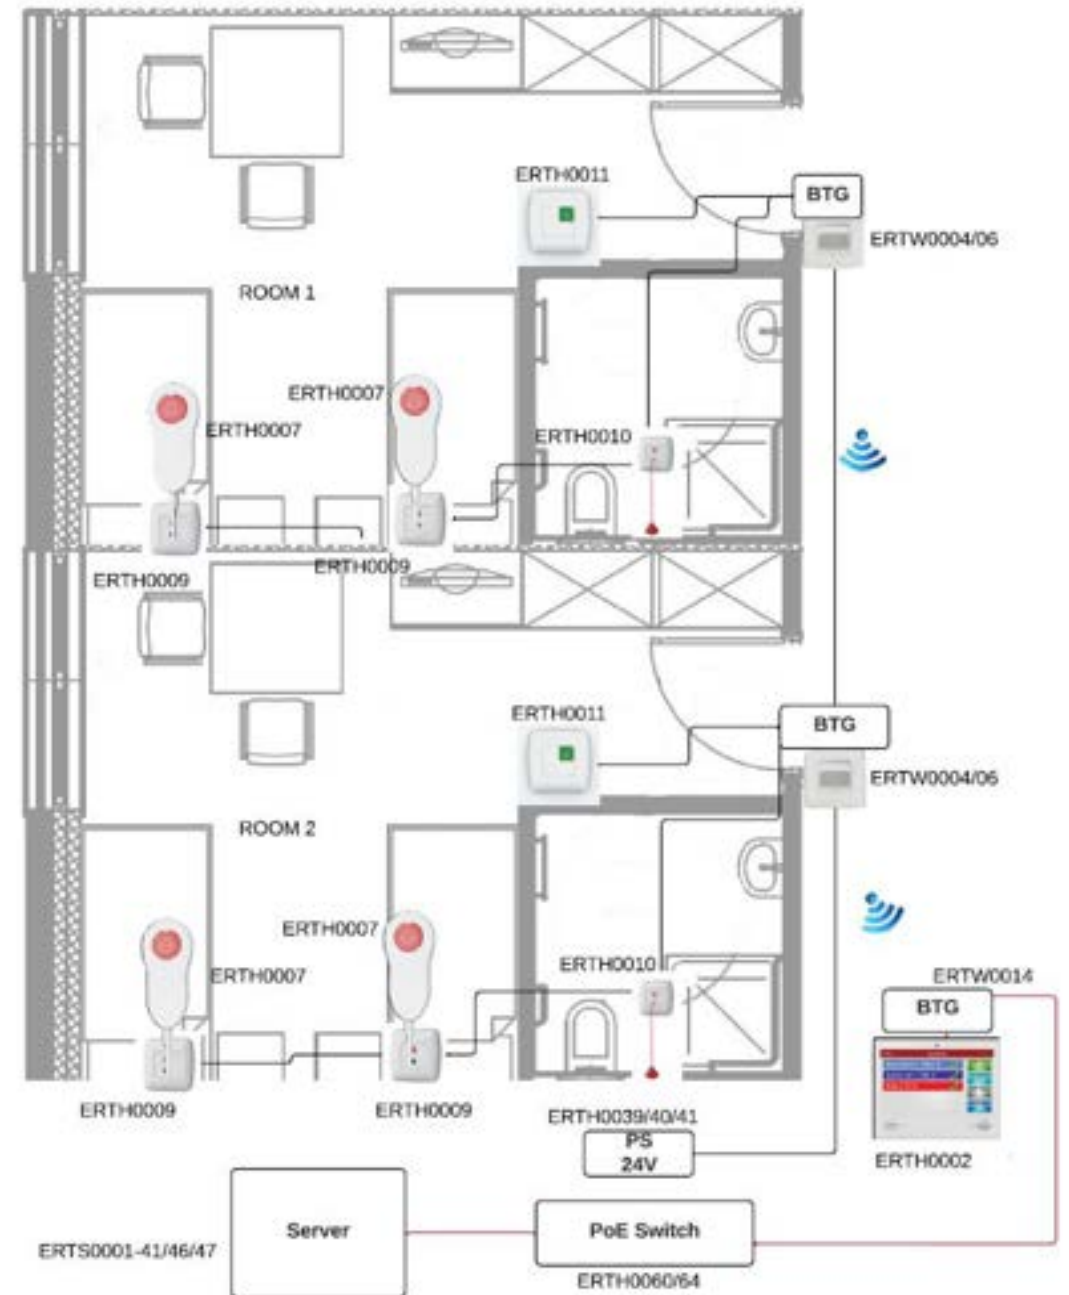 ERTH0011
BTG
ERTW0004/06
ROOM 1
ERTH0007
ERTH0007
ERTH0010
ERTH0009
ERTH0009
ERTH0011
BTG
ERTW0004/06
ROOM 2
ERTH0007
ERTH0007
ERTH0010
ERTW0014
BTG
ERTH0009
ERTH0009
ERTH0039/40/41
PS
24V
ERTH0002
Server
PoE Switch
ERTS0001-41/46/47
ERTH0060/64